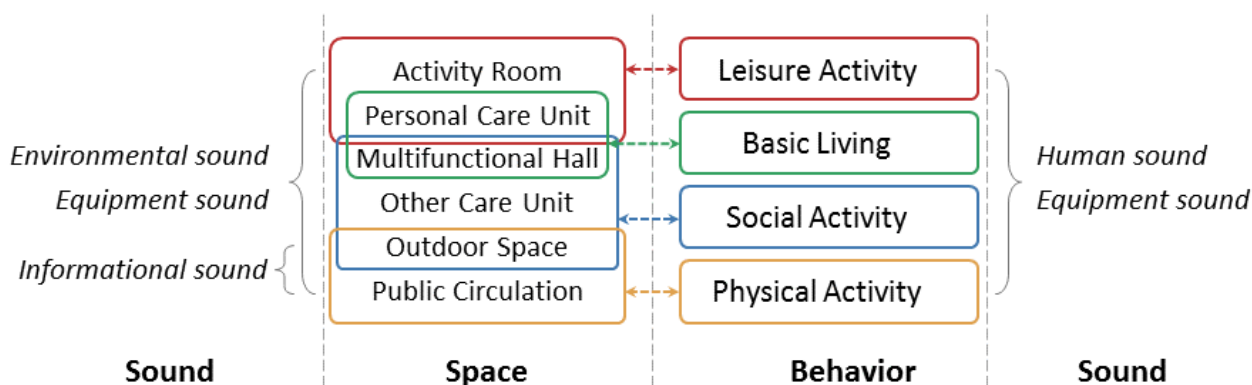 Environmental sound
Equipment sound
Informational sound
Activity Room
Personal Care Unit
Multifunctional Hall
Other Care Unit
Outdoor Space
Public Circulation
Leisure Activity
Basic Living
Social Activity
Physical Activity
Human sound
Equipment sound
Sound
Space
Behavior
Sound